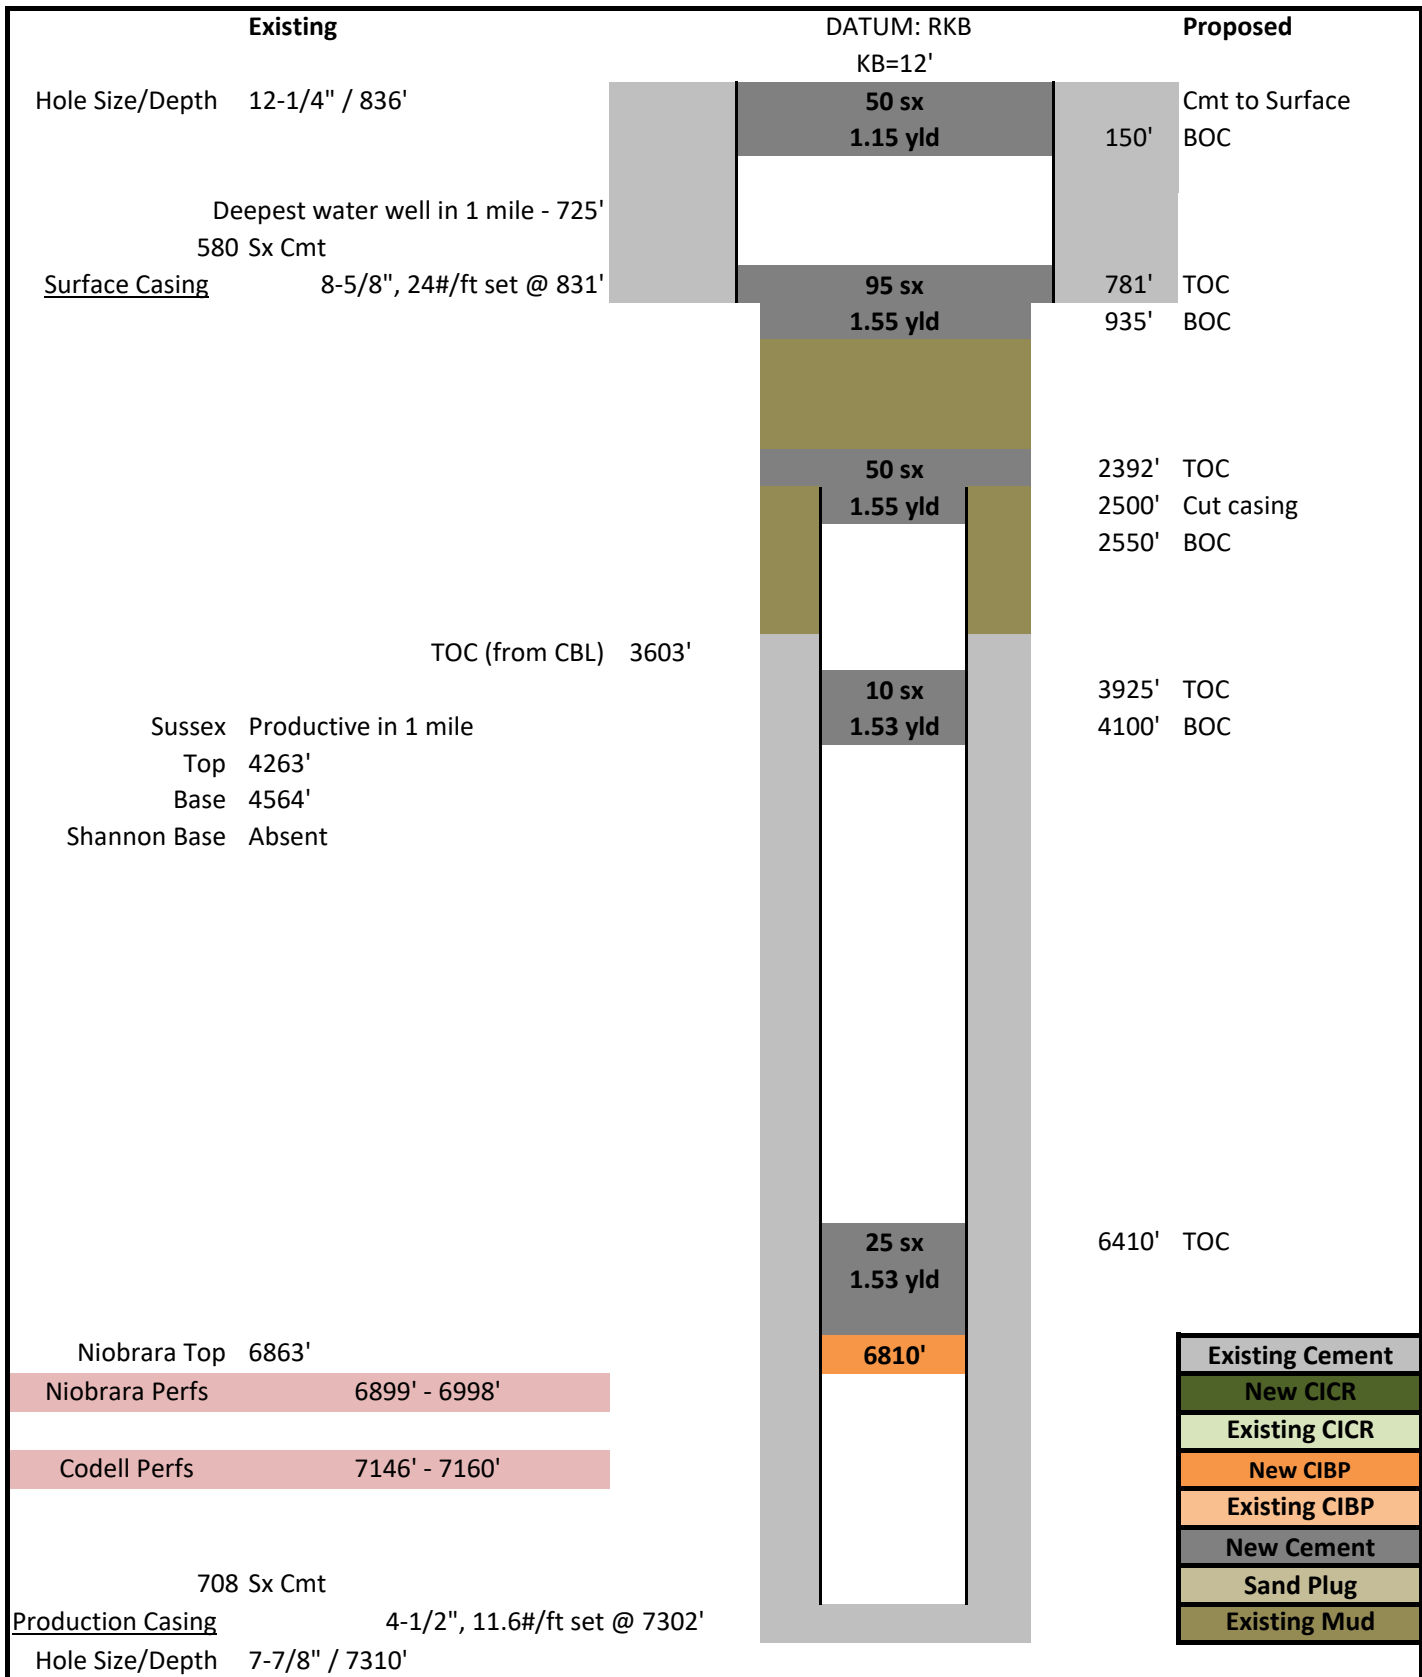 Existing DATUM: RKB Proposed
KB=12'
Hole Size/Depth 12-1/4" / 836' 50 sx Cmt to Surface
1.15 yld 150' BOC
Deepest water well in 1 mile - 725'
580 Sx Cmt
Surface Casing 8-5/8", 24#/ft set @ 831' 95 sx 781' TOC
1.55 yld 935' BOC
50 sx 2392' TOC
1.55 yld 2500' Cut casing
2550' BOC
TOC (from CBL) 3603'
10 sx 3925' TOC
Sussex Productive in 1 mile 1.53 yld 4100' BOC
Top 4263'
Base 4564'
Shannon Base Absent
25 sx 6410' TOC
1.53 yld
Niobrara Top 6863' 6810' Existing Cement
Niobrara Perfs 6899' - 6998' New CICR
Existing CICR
Codell Perfs 7146' - 7160' New CIBP
Existing CIBP
New Cement
708 Sx Cmt Sand Plug
Production Casing 4-1/2", 11.6#/ft set @ 7302' Existing Mud
Hole Size/Depth 7-7/8" / 7310'